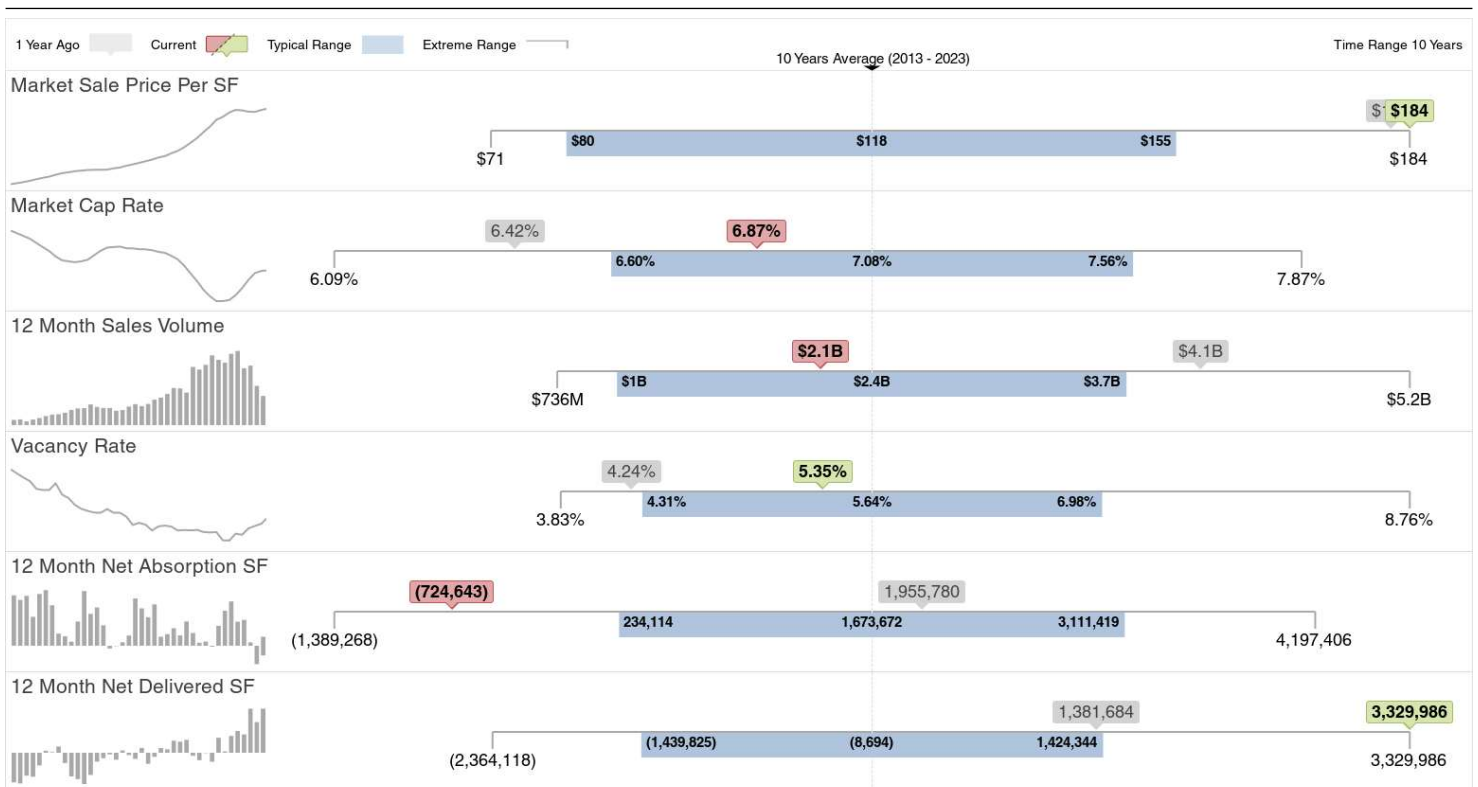 1 Year Ago Current Typical Range Extreme Range 10 Years Average (2013 - 2023) Time Range 10 Years
Market Sale Price Per SF
$184
$80 $118 $155
$71 $184
Market Cap Rate
6.42% 6.87%
6.60% 7.08% 7.56%
6.09% 7.87%
12 Month Sales Volume
$2.1B $4.1B
$1B $2.4B $3.7B
$736M $5.2B
Vacancy Rate
4.24% 5.35%
4.31% 5.64% 6.98%
3.83% 8.76%
12 Month Net Absorption SF
(724,643) 1,955,780
234,114 1,673,672 3,111,419
(1,389,268) 4,197,406
12 Month Net Delivered SF
1,381,684 3,329,986
(1,439,825) (8,694) 1,424,344
(2,364,118) 3,329,986